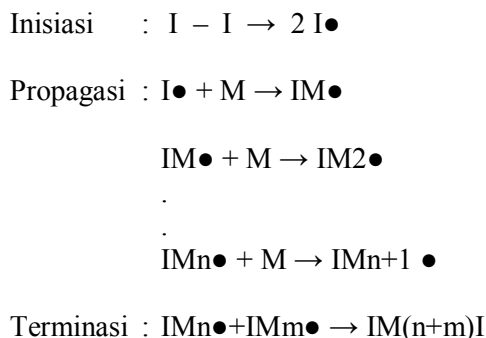 Inisiasi : I – I → 2 I●
Propagasi : I● + M → IM●
IM● + M → IM2●
.
.
IMn● + M → IMn+1 ●
Terminasi : IMn●+IMm● → IM(n+m)I